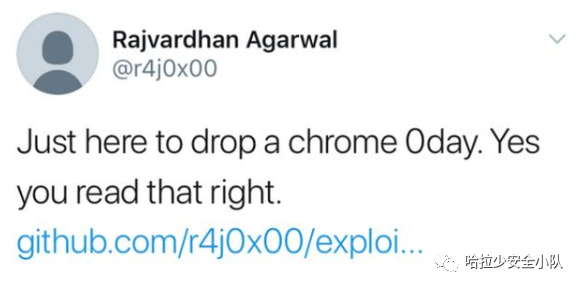 Rajvardhan Agarwal
@r4j0x00
Just here to drop a chrome 0day. Yes
you read that right.
github.com/r4j0x00/exploi...
哈拉少安全小队